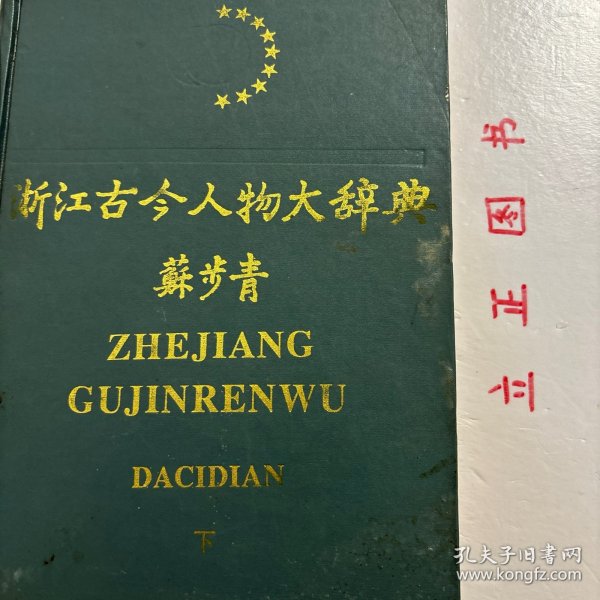 浙江古今人物大辞典
蘇步青
ZHEJIANG
GUJINRENWU
DACIDIAN
下
立正图书
孔夫子旧书网
www.kongfz.com